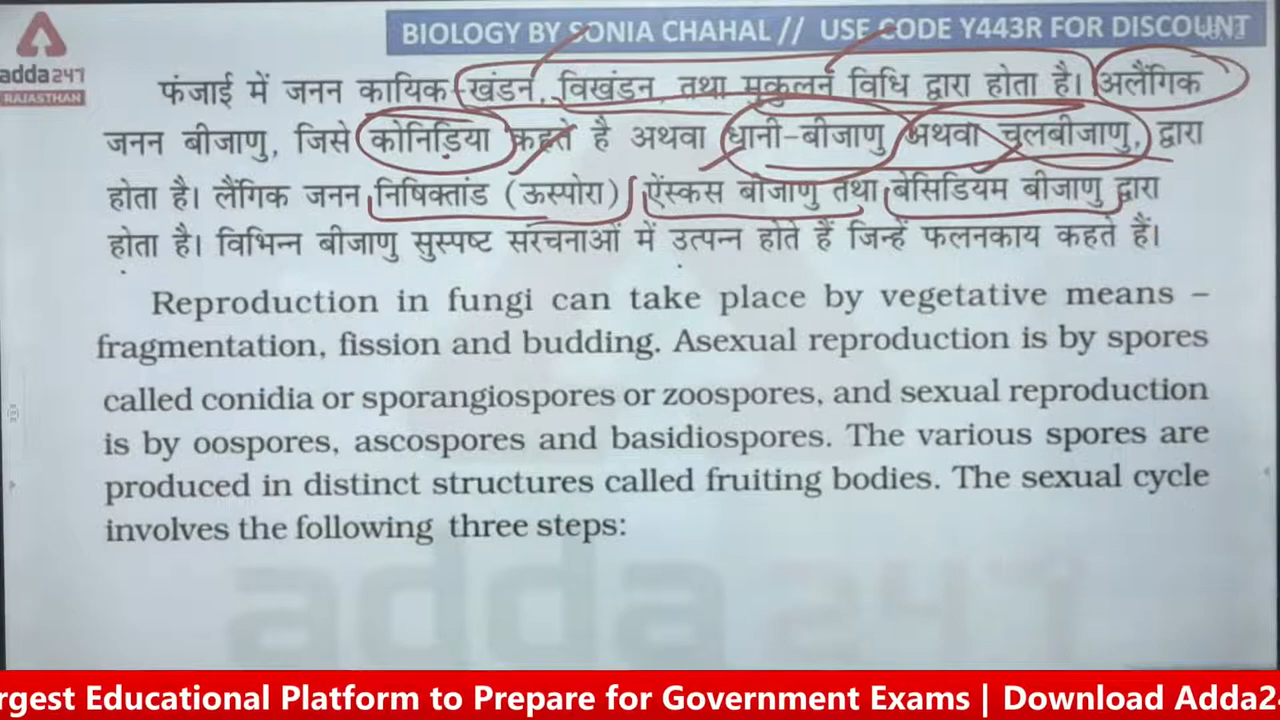 BIOLOGY BY SONIA CHAHAL // USE CODE Y443R FOR DISCOUNT
adda247
RAJASTHAN
फंजाई में जनन कायिक-खंडन, विखंडन, तथा मुकुलन विधि द्वारा होता है। अलैंगिक
जनन बीजाणु, जिसे कोनिडिया कहते है अथवा धानी-बीजाणु अथवा चलबीजाणु, द्वारा
होता है। लैंगिक जनन निषिक्तांड (ऊस्पोरा) ऐंस्कस बीजाणु तथा बेसिडियम बीजाणु द्वारा
होता है। विभिन्न बीजाणु सुस्पष्ट संरचनाओं में उत्पन्न होते हैं जिन्हें फलनकाय कहते हैं।
Reproduction in fungi can take place by vegetative means –
fragmentation, fission and budding. Asexual reproduction is by spores
called conidia or sporangiospores or zoospores, and sexual reproduction
is by oospores, ascospores and basidiospores. The various spores are
produced in distinct structures called fruiting bodies. The sexual cycle
involves the following three steps:
adda247
rgest Educational Platform to Prepare for Government Exams | Download Adda2